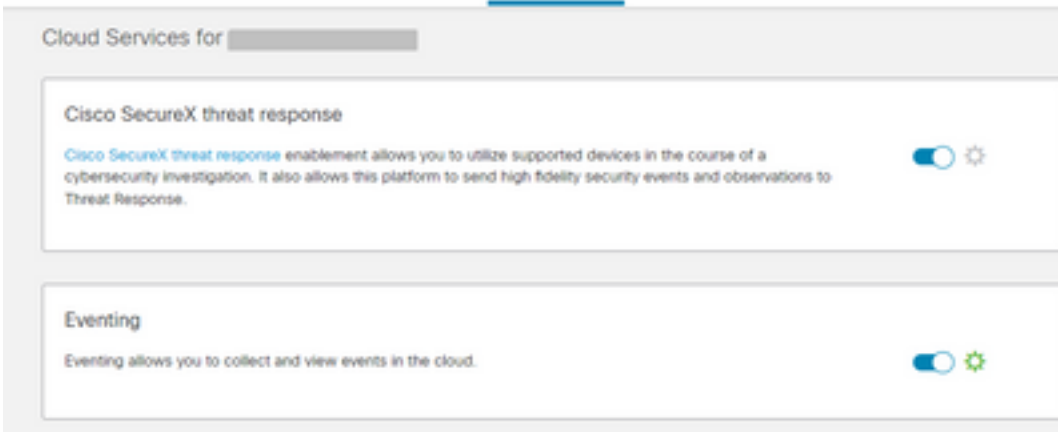 Cloud Services for
Cisco SecureX threat response
Cisco SecureX threat response enablement allows you to utilize supported devices in the course of a
cybersecurity investigation. It also allows this platform to send high fidelity security events and observations to
Threat Response.
Eventing
Eventing allows you to collect and view events in the cloud.